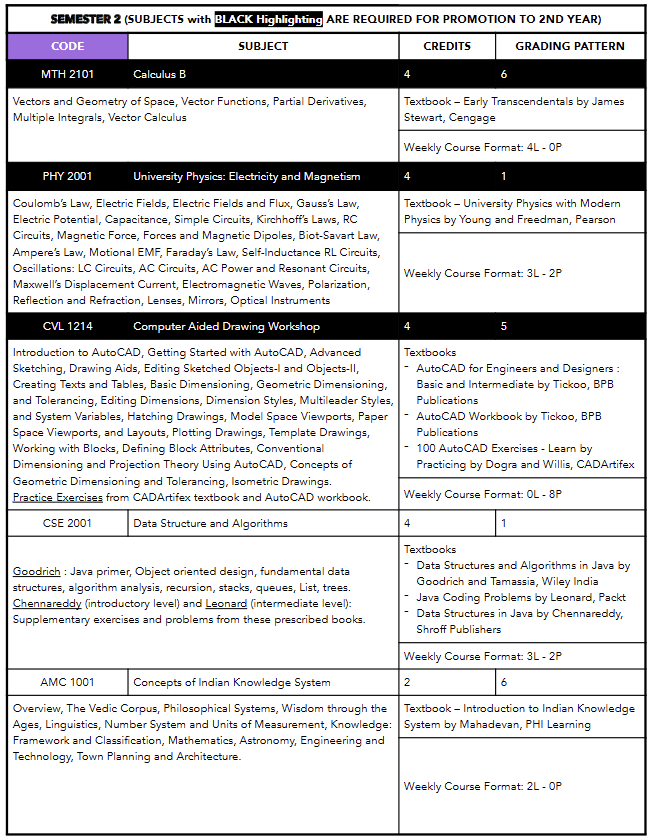 SEMESTER 2 (SUBJECTS with BLACK Highlighting ARE REQUIRED FOR PROMOTION TO 2ND YEAR)
CODE SUBJECT CREDITS GRADING PATTERN
MTH 2101 Calculus B 4 6
Vectors and Geometry of Space, Vector Functions, Partial Derivatives,
Multiple Integrals, Vector Calculus
Textbook – Early Transcendentals by James
Stewart, Cengage
Weekly Course Format: 4L - 0P
PHY 2001 University Physics: Electricity and Magnetism 4 1
Coulomb's Law, Electric Fields, Electric Fields and Flux, Gauss's Law,
Electric Potential, Capacitance, Simple Circuits, Kirchhoff's Laws, RC
Circuits, Magnetic Force, Forces and Magnetic Dipoles, Biot-Savart Law,
Ampere's Law, Motional EMF, Faraday's Law, Self-Inductance RL Circuits,
Oscillations: LC Circuits, AC Circuits, AC Power and Resonant Circuits,
Maxwell's Displacement Current, Electromagnetic Waves, Polarization,
Reflection and Refraction, Lenses, Mirrors, Optical Instruments
Textbook – University Physics with Modern
Physics by Young and Freedman, Pearson
Weekly Course Format: 3L - 2P
CVL 1214 Computer Aided Drawing Workshop 4 5
Introduction to AutoCAD, Getting Started with AutoCAD, Advanced
Sketching, Drawing Aids, Editing Sketched Objects-I and Objects-II,
Creating Texts and Tables, Basic Dimensioning, Geometric Dimensioning,
and Tolerancing, Editing Dimensions, Dimension Styles, Multileader Styles,
and System Variables, Hatching Drawings, Model Space Viewports, Paper
Space Viewports, and Layouts, Plotting Drawings, Template Drawings,
Working with Blocks, Defining Block Attributes, Conventional
Dimensioning and Projection Theory Using AutoCAD, Concepts of
Geometric Dimensioning and Tolerancing, Isometric Drawings.
Practice Exercises from CADArtifex textbook and AutoCAD workbook.
Textbooks
- AutoCAD for Engineers and Designers :
Basic and Intermediate by Tickoo, BPB
Publications
- AutoCAD Workbook by Tickoo, BPB
Publications
- 100 AutoCAD Exercises - Learn by
Practicing by Dogra and Willis, CADArtifex
Weekly Course Format: 0L - 8P
CSE 2001 Data Structure and Algorithms 4 1
Goodrich : Java primer, Object oriented design, fundamental data
structures, algorithm analysis, recursion, stacks, queues, List, trees.
Chennareddy (introductory level) and Leonard (intermediate level):
Supplementary exercises and problems from these prescribed books.
Textbooks
- Data Structures and Algorithms in Java by
Goodrich and Tamassia, Wiley India
- Java Coding Problems by Leonard, Packt
- Data Structures in Java by Chennareddy,
Shroff Publishers
Weekly Course Format: 3L - 2P
AMC 1001 Concepts of Indian Knowledge System 2 6
Overview, The Vedic Corpus, Philosophical Systems, Wisdom through the
Ages, Linguistics, Number System and Units of Measurement, Knowledge:
Framework and Classification, Mathematics, Astronomy, Engineering and
Technology, Town Planning and Architecture.
Textbook – Introduction to Indian Knowledge
System by Mahadevan, PHI Learning
Weekly Course Format: 2L - 0P